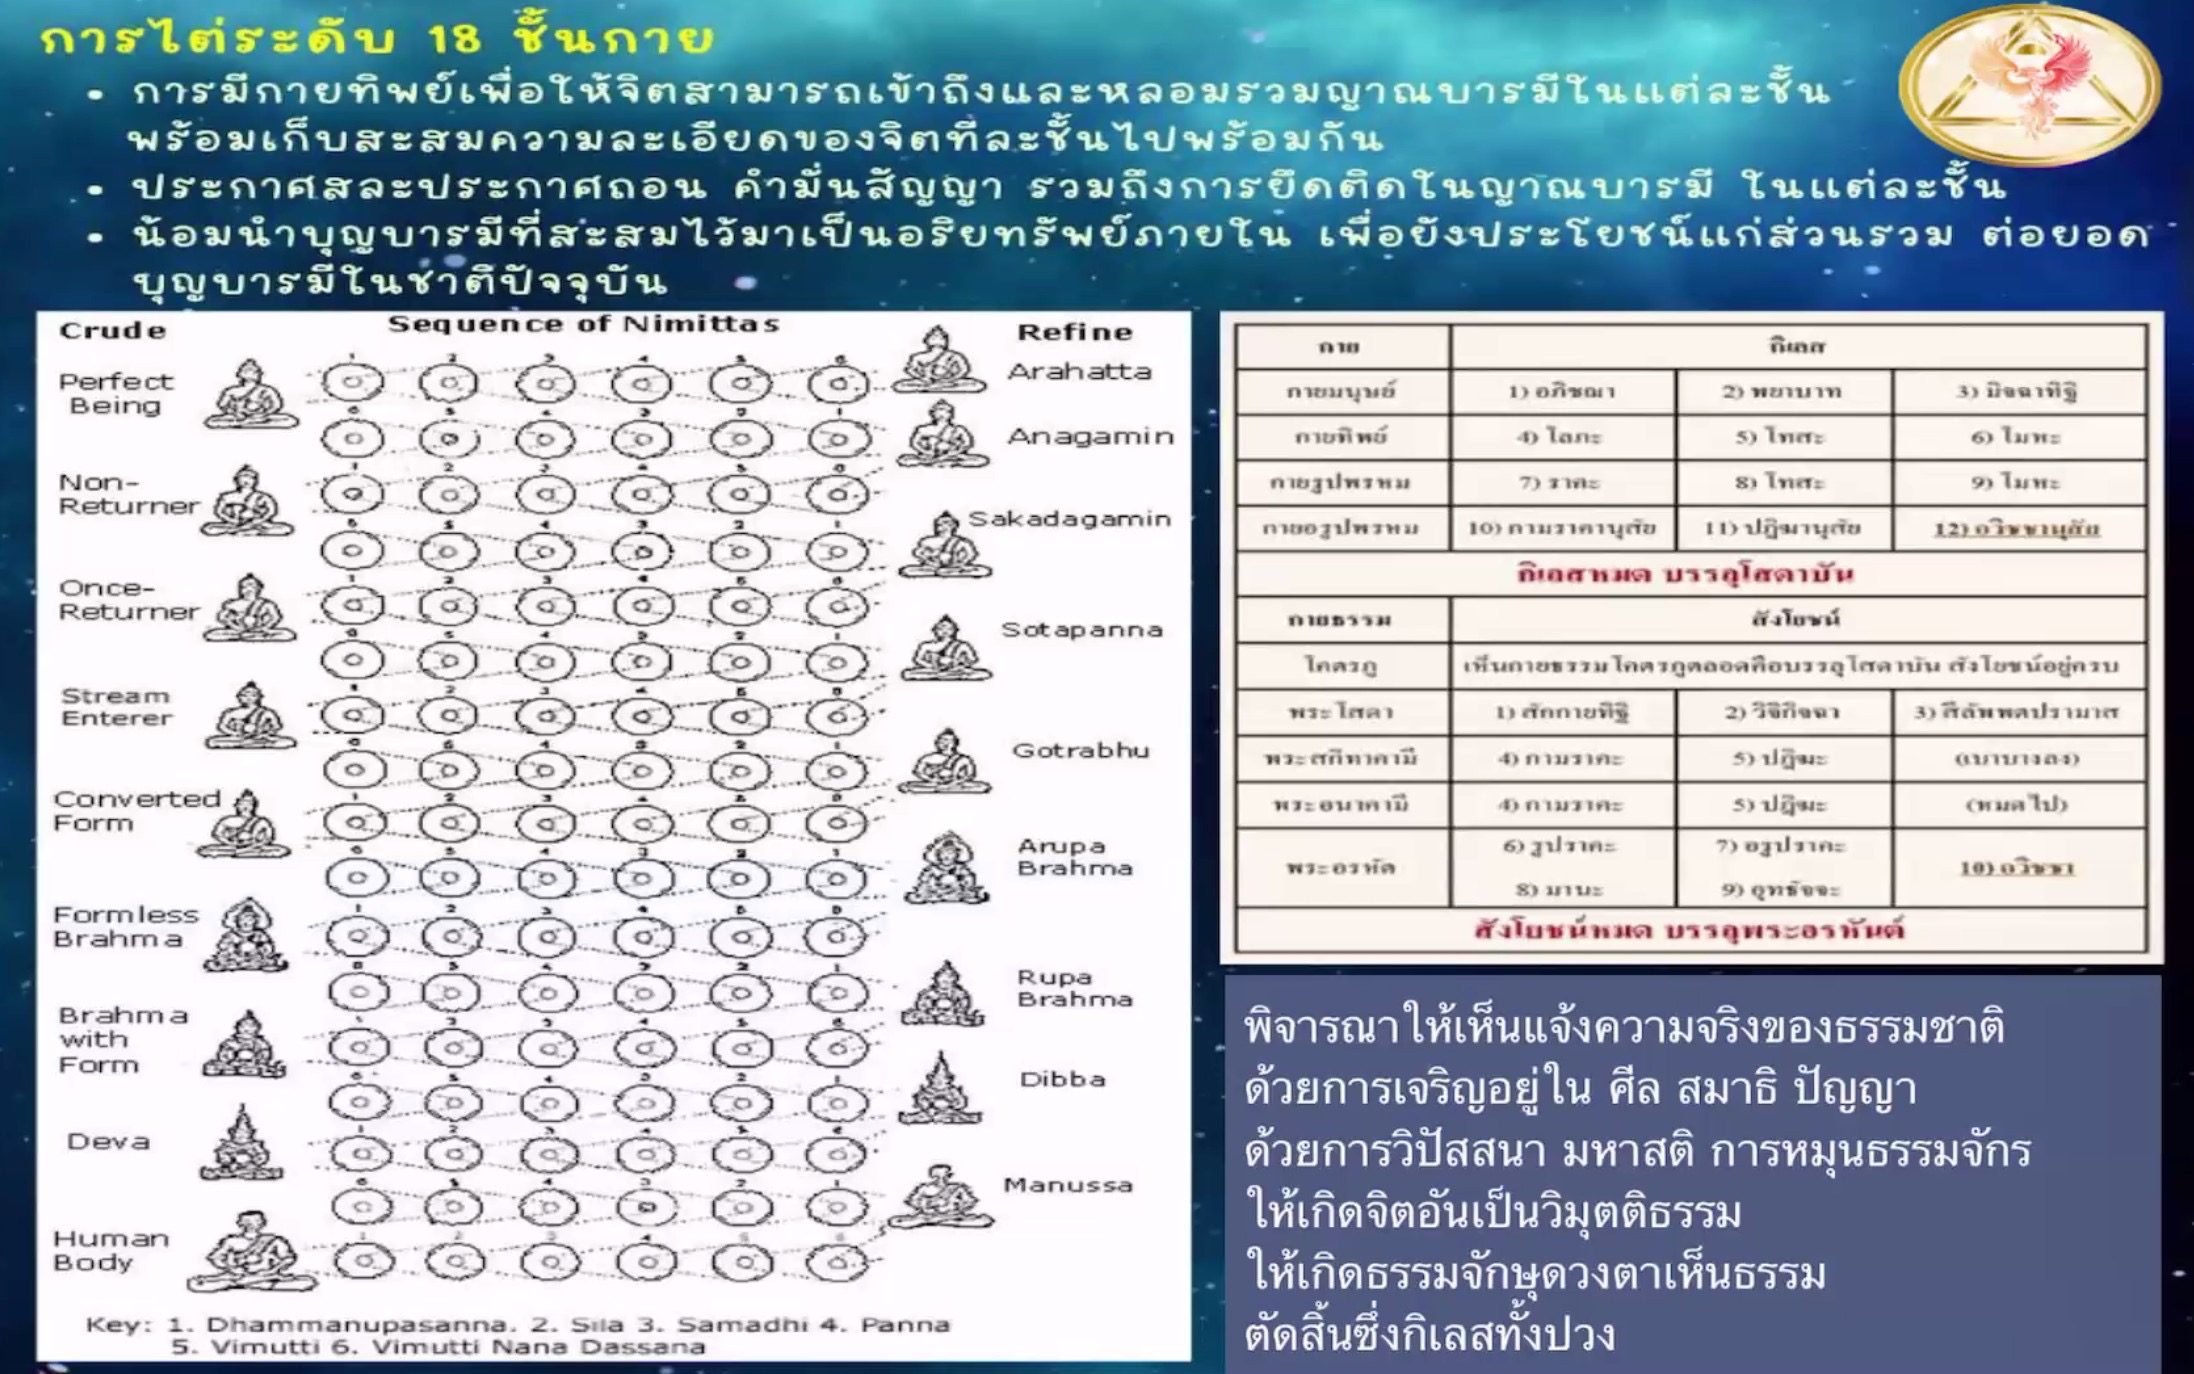 การไต่ระดับ 18 ชั้นกาย
• การมีกายทิพย์เพื่อให้จิตสามารถเข้าถึงและหลอมรวมญาณบารมีในแต่ละชั้น
พร้อมเก็บสะสมความละเอียดของจิตทีละชั้นไปพร้อมกัน
• ประกาศสละประกาศถอน คำมั่นสัญญา รวมถึงการยึดติดในญาณบารมี ในแต่ละชั้น
• น้อมนำบุญบารมีที่สะสมไว้มาเป็นอริยทรัพย์ภายใน เพื่อยังประโยชน์แก่ส่วนรวม ต่อยอด
บุญบารมีในชาติปัจจุบัน
Crude Sequence of Nimittas Refine
Perfect
Being
Arahatta
Anagamin
Non-
Returner
Sakadagamin
Once-
Returner
Sotapanna
Stream
Enterer
Gotrabhu
Converted
Form
Arupa
Brahma
Formless
Brahma
Rupa
Brahma
Brahma
with
Form
Dibba
Deva
Manussa
Human
Body
Key: 1. Dhammanupasanna. 2. Sila 3. Samadhi 4. Panna
5. Vimutti 6. Vimutti Nana Dassana
กาย กิเลส
กายมนุษย์ 1) อภิชฌา 2) พยาบาท 3) มิจฉาทิฐิ
กายทิพย์ 4) โลภะ 5) โทสะ 6) โมหะ
กายรูปพรหม 7) ราคะ 8) โทสะ 9) โมหะ
กายอรูปพรหม 10) กามราคานุสัย 11) ปฏิฆานุสัย 12) อวิชชานุสัย
กิเลสหมด บรรลุโสดาบัน
กายธรรม สังโยชน์
โคตรภู เห็นกายธรรมโคตรภูตลอดคือบรรลุโสดาบัน สังโยชน์อยู่ครบ
พระโสดา 1) สักกายทิฐิ 2) วิจิกิจฉา 3) สีลัพพตปรามาส
พระสกิทาคามี 4) กามราคะ 5) ปฏิฆะ (เบาบางลง)
พระอนาคามี 4) กามราคะ 5) ปฏิฆะ (หมดไป)
พระอรหัต 6) รูปราคะ 7) อรูปราคะ 10) อวิชชา
8) มานะ 9) อุทธัจจะ
สังโยชน์หมด บรรลุพระอรหันต์
พิจารณาให้เห็นแจ้งความจริงของธรรมชาติ
ด้วยการเจริญอยู่ใน ศีล สมาธิ ปัญญา
ด้วยการวิปัสสนา มหาสติ การหมุนธรรมจักร
ให้เกิดจิตอันเป็นวิมุตติธรรม
ให้เกิดธรรมจักษุดวงตาเห็นธรรม
ตัดสิ้นซึ่งกิเลสทั้งปวง